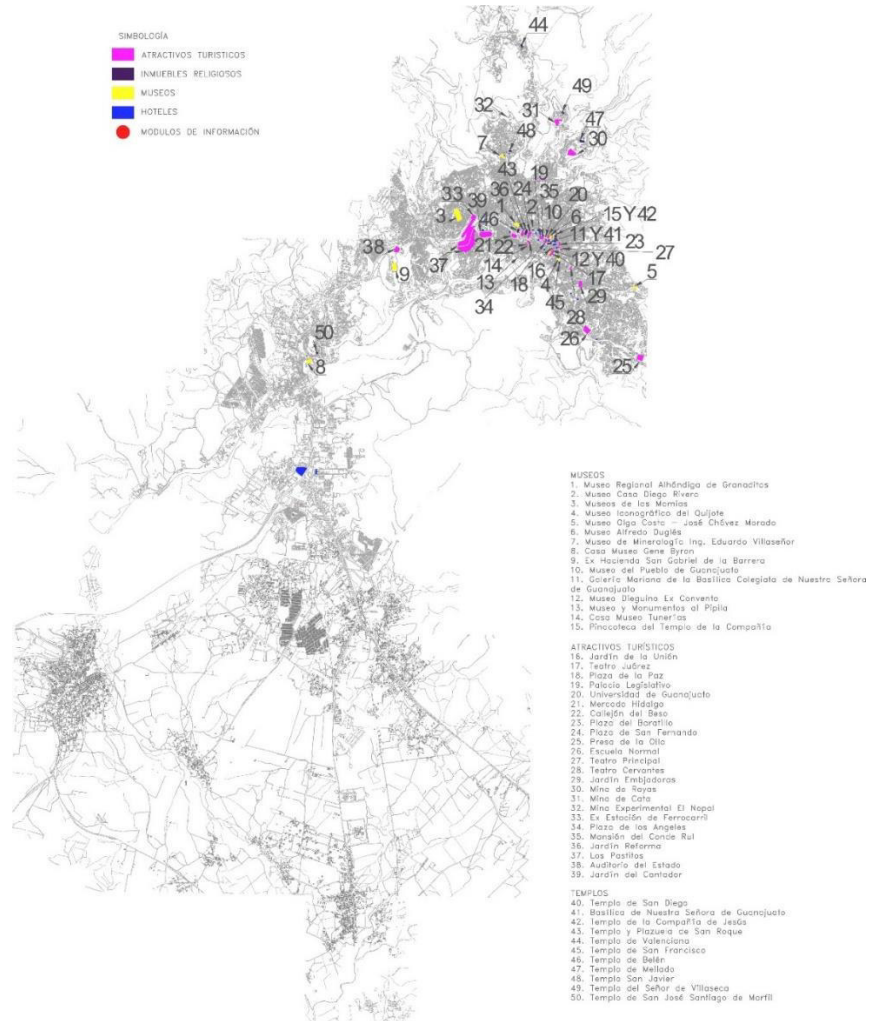 SIMBOLOGÍA
ATRACTIVOS TURISTICOS
INMUEBLES RELIGIOSOS
MUSEOS
HOTELES
MODULOS DE INFORMACIÓN
44
49
32
31
47
7
48
30
43
19
36
24
35
20
33
39
1
2
10
15 Y 42
3
46
6
11 Y 41
38
21
22
23
27
9
37
14
16
12 Y 40
5
13
18
4
17
34
45
29
28
26
50
25
8
MUSEOS
1. Museo Regional Alhóndiga de Granaditas
2. Museo Casa Diego Rivera
3. Museos de las Momias
4. Museo Iconográfico del Quijote
5. Museo Olga Costa – José Chávez Morado
6. Museo Alfredo Dugiès
7. Museo de Mineralogía Ing. Eduardo Villaseñor
8. Casa Museo Gene Byron
9. Ex Hacienda San Gabriel de la Barrera
10. Museo del Pueblo de Guanajuato
11. Galería Mariana de la Basílica Colegiata de Nuestra Señora
de Guanajuato
12. Museo Dieguino Ex Convento
13. Museo y Monumentos al Pípila
14. Casa Museo Tunerías
15. Pinacoteca del Templo de la Compañía
ATRACTIVOS TURÍSTICOS
16. Jardín de la Unión
17. Teatro Juárez
18. Plaza de la Paz
19. Palacio Legislativo
20. Universidad de Guanajuato
21. Mercado Hidalgo
22. Callejón del Beso
23. Plaza del Baratillo
24. Plaza de San Fernando
25. Presa de la Olla
26. Escuela Normal
27. Teatro Principal
28. Teatro Cervantes
29. Jardín Embjadoras
30. Mina de Rayas
31. Mina de Cata
32. Mina Experimental El Nopal
33. Ex Estación de Ferrocarril
34. Plaza de los Angeles
35. Mansión del Conde Rul
36. Jardín Reforma
37. Los Pastitos
38. Auditorio del Estado
39. Jardín del Cantador
TEMPLOS
40. Templo de San Diego
41. Basílica de Nuestra Señora de Guanajuato
42. Templo de la Compañía de Jesús
43. Templo y Plazuela de San Roque
44. Templo de Valenciana
45. Templo de San Francisco
46. Templo de Belén
47. Templo de Mellado
48. Templo San Javier
49. Templo del Señor de Villaseca
50. Templo de San José Santiago de Marfil